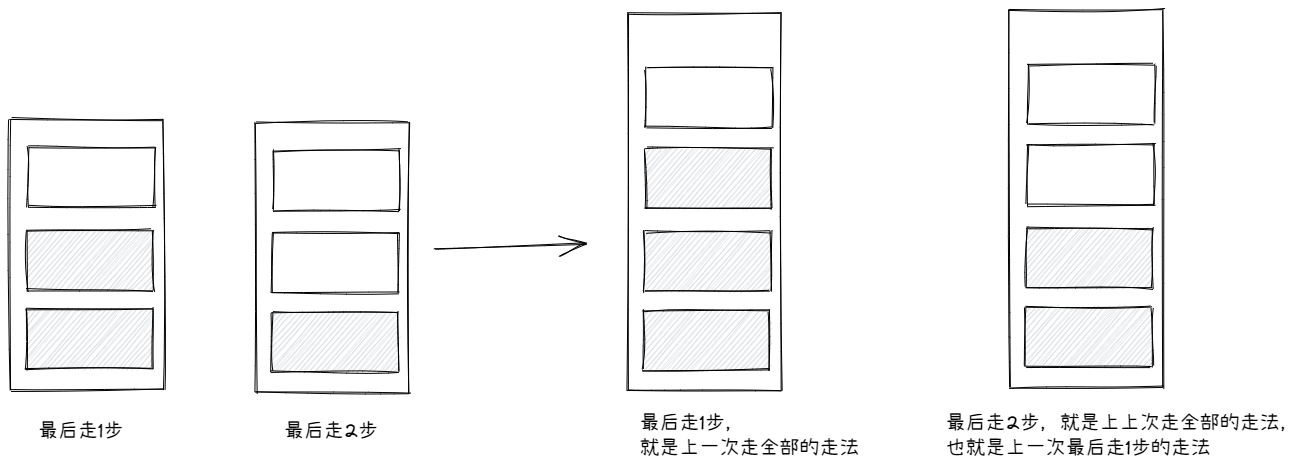 最后走1步
最后走2步
最后走1步,
就是上一次走全部的走法
最后走2步, 就是上上次走全部的走法,
也就是上一次最后走1步的走法